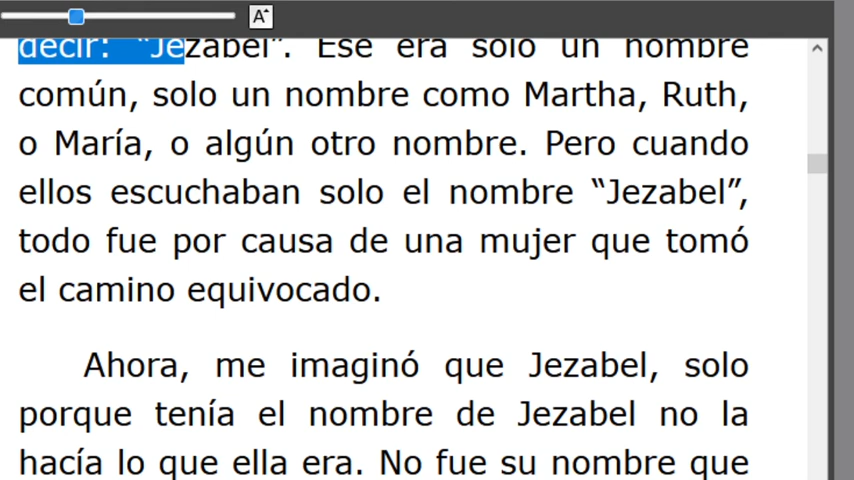 A
decir: “Jezabel”. Ese era solo un nombre
común, solo un nombre como Martha, Ruth,
o María, o algún otro nombre. Pero cuando
ellos escuchaban solo el nombre “Jezabel”,
todo fue por causa de una mujer que tomó
el camino equivocado.
Ahora, me imaginó que Jezabel, solo
porque tenía el nombre de Jezabel no la
hacía lo que ella era. No fue su nombre que